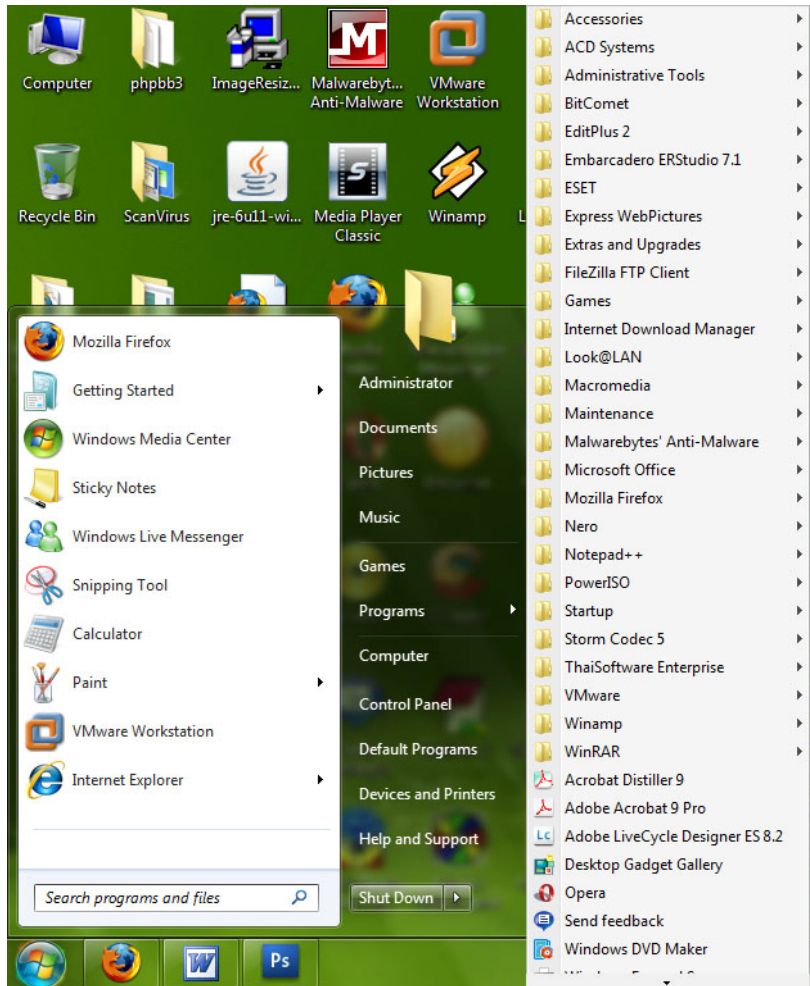 Computer
phpbb3
ImageResiz...
Malwarebyt...
Anti-Malware
VMware
Workstation
Recycle Bin
ScanVirus
jre-6u11-wi...
Media Player
Classic
Winamp
L
Mozilla Firefox
Getting Started
Windows Media Center
Sticky Notes
Windows Live Messenger
Snipping Tool
Calculator
Paint
VMware Workstation
Internet Explorer
Search programs and files
Administrator
Documents
Pictures
Music
Games
Programs
Computer
Control Panel
Default Programs
Devices and Printers
Help and Support
Shut Down
Ps
Accessories
ACD Systems
Administrative Tools
BitComet
EditPlus 2
Embarcadero ERStudio 7.1
ESET
Express WebPictures
Extras and Upgrades
FileZilla FTP Client
Games
Internet Download Manager
Look@LAN
Macromedia
Maintenance
Malwarebytes' Anti-Malware
Microsoft Office
Mozilla Firefox
Nero
Notepad++
PowerISO
Startup
Storm Codec 5
ThaiSoftware Enterprise
VMware
Winamp
WinRAR
Acrobat Distiller 9
Adobe Acrobat 9 Pro
LC Adobe LiveCycle Designer ES 8.2
Desktop Gadget Gallery
Opera
Send feedback
Windows DVD Maker